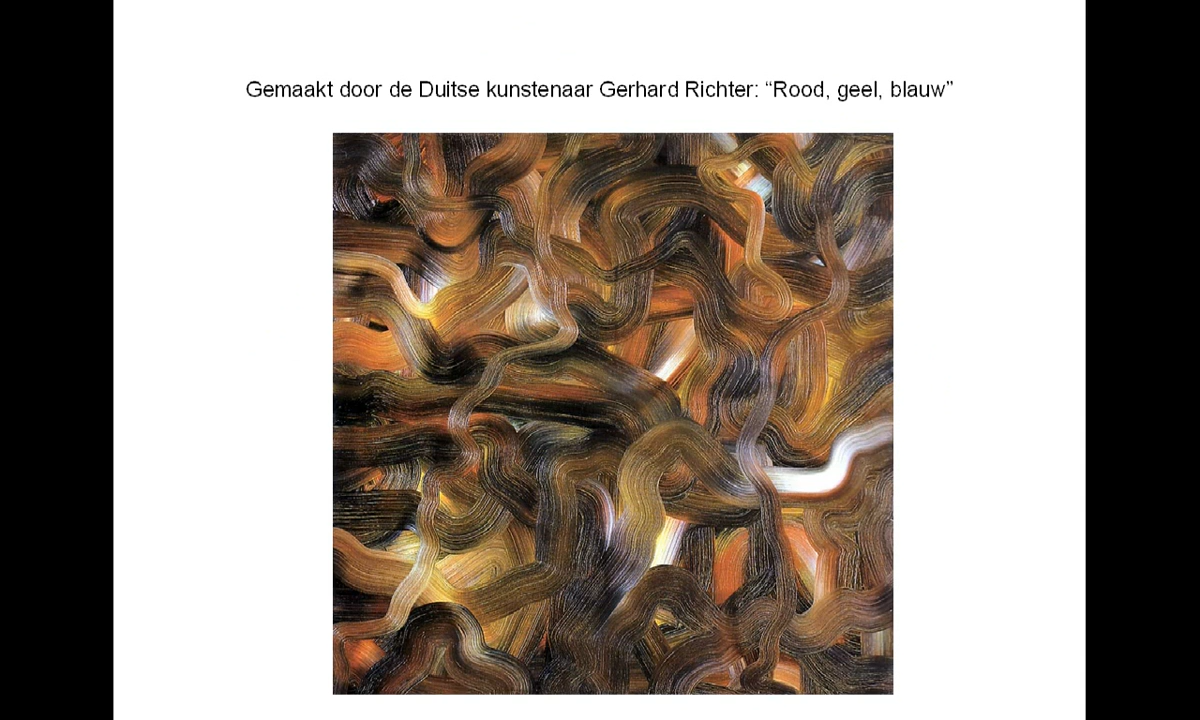 Gemaakt door de Duitse kunstenaar Gerhard Richter: “Rood, geel, blauw”